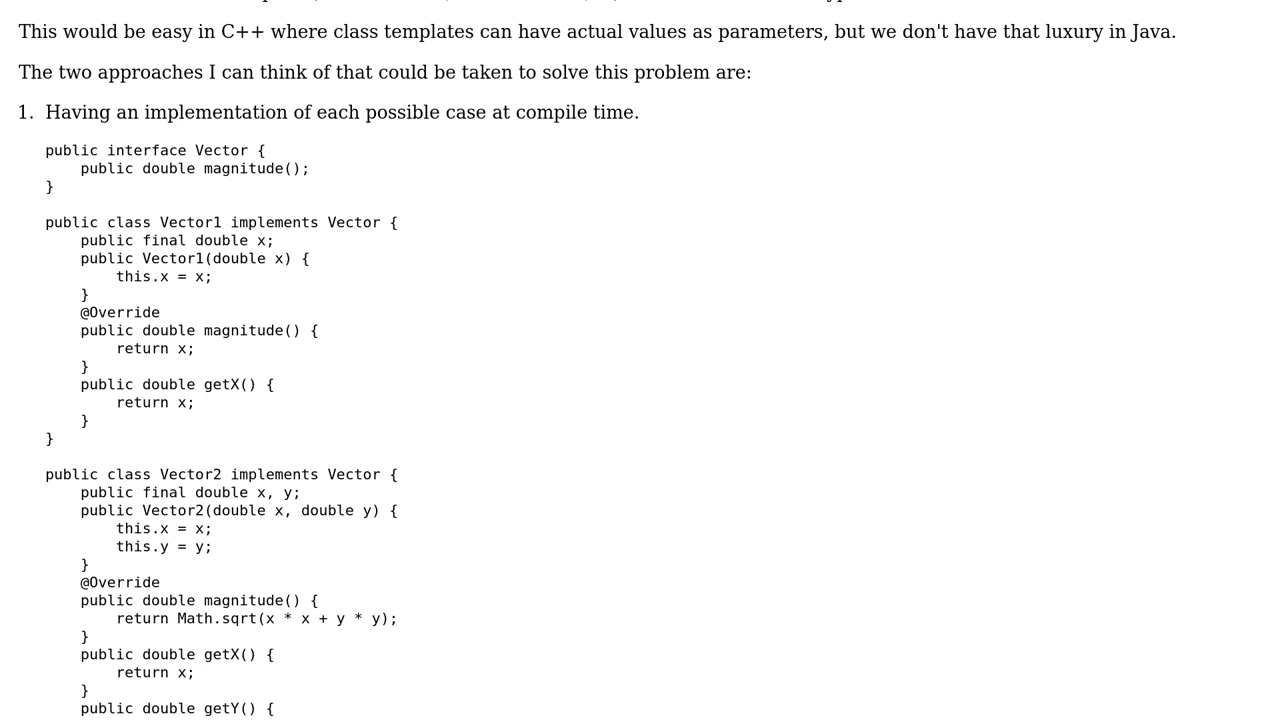 This would be easy in C++ where class templates can have actual values as parameters, but we don't have that luxury in Java.
The two approaches I can think of that could be taken to solve this problem are:
1. Having an implementation of each possible case at compile time.
public interface Vector {
    public double magnitude();
}
public class Vector1 implements Vector {
    public final double x;
    public Vector1(double x) {
        this.x = x;
    }
    @Override
    public double magnitude() {
        return x;
    }
    public double getX() {
        return x;
    }
}
public class Vector2 implements Vector {
    public final double x, y;
    public Vector2(double x, double y) {
        this.x = x;
        this.y = y;
    }
    @Override
    public double magnitude() {
        return Math.sqrt(x * x + y * y);
    }
    public double getX() {
        return x;
    }
    public double getY() {